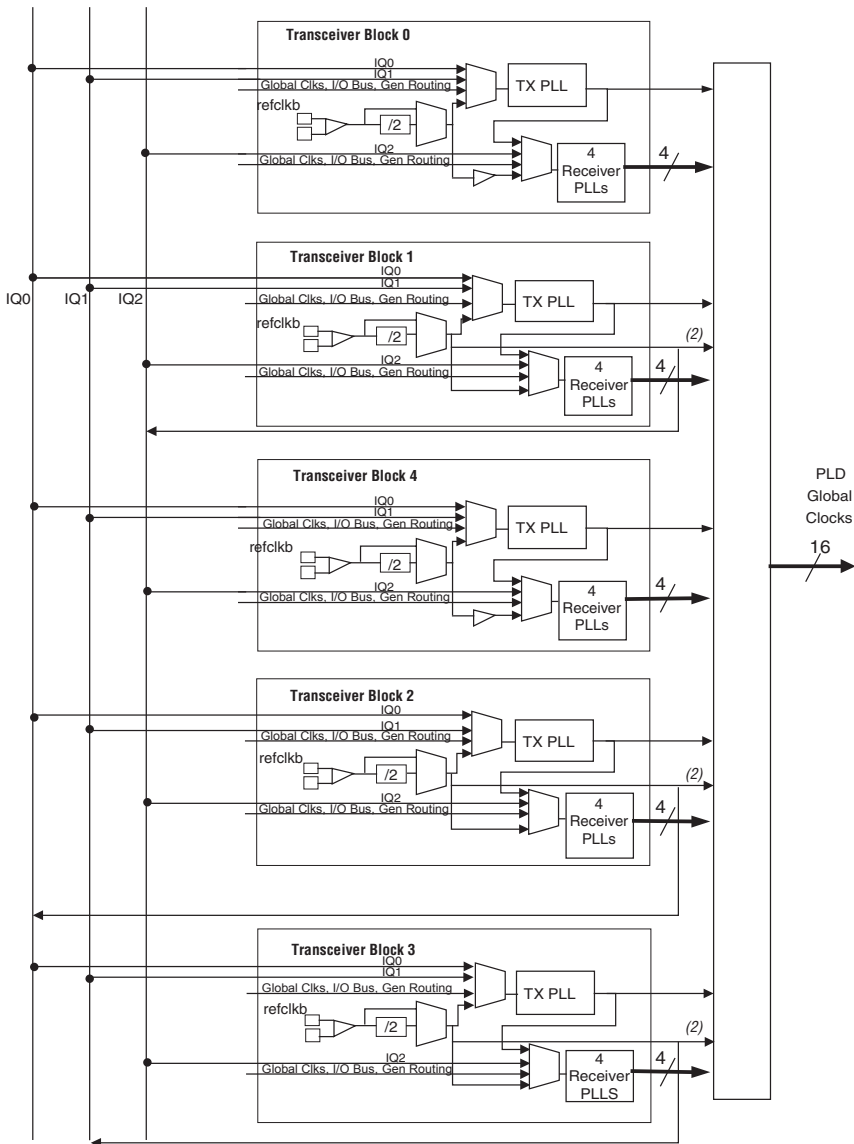 Transceiver Block 0
IQ0
IQ1
Global Clks, I/O Bus, Gen Routing
TX PLL
refclkb
/2
IQ2
Global Clks, I/O Bus, Gen Routing
4
Receiver
PLLs
4
Transceiver Block 1
IQ0
IQ1
IQ0
IQ1
IQ2
Global Clks, I/O Bus, Gen Routing
TX PLL
refclkb
/2
(2)
IQ2
Global Clks, I/O Bus, Gen Routing
4
Receiver
PLLs
4
Transceiver Block 4
IQ0
IQ1
Global Clks, I/O Bus, Gen Routing
TX PLL
refclkb
/2
IQ2
Global Clks, I/O Bus, Gen Routing
4
Receiver
PLLs
4
PLD
Global
Clocks
16
Transceiver Block 2
IQ0
IQ1
Global Clks, I/O Bus, Gen Routing
TX PLL
refclkb
/2
(2)
IQ2
Global Clks, I/O Bus, Gen Routing
4
Receiver
PLLs
4
Transceiver Block 3
IQ0
IQ1
Global Clks, I/O Bus, Gen Routing
TX PLL
refclkb
/2
(2)
IQ2
Global Clks, I/O Bus, Gen Routing
4
Receiver
PLLS
4